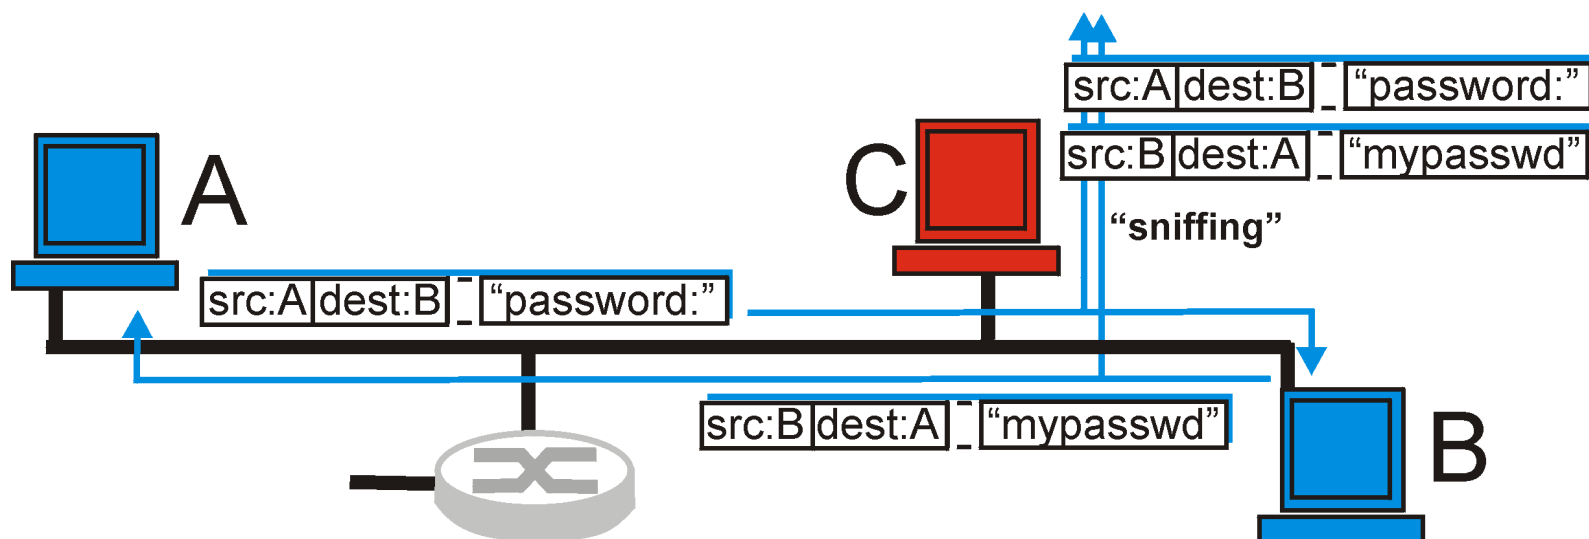 src:A dest:B “password:”
src:B dest:A “mypasswd”
A
C
“sniffing”
src:A dest:B “password:”
src:B dest:A “mypasswd”
B